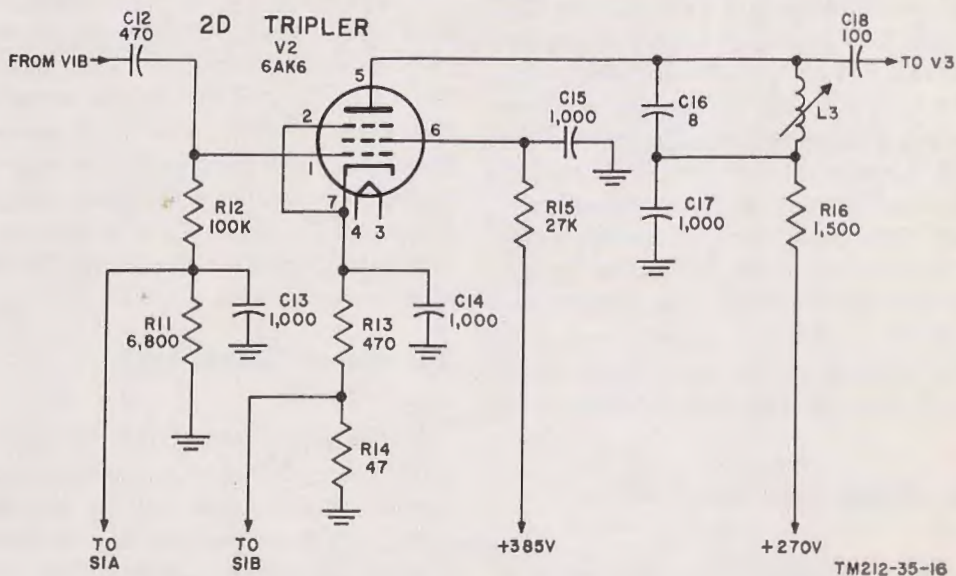 2D TRIPLER
V2
6AK6
C12
470
FROM V1B
C18
100
TO V3
5
2
6
1
7
4 3
C15
1,000
C16
8
L3
R12
100K
R15
27K
C17
1,000
R16
1,500
C13
1,000
R11
6,800
C14
1,000
R13
470
R14
47
TO
S1A
TO
S1B
+385V
+270V
TM212-35-16